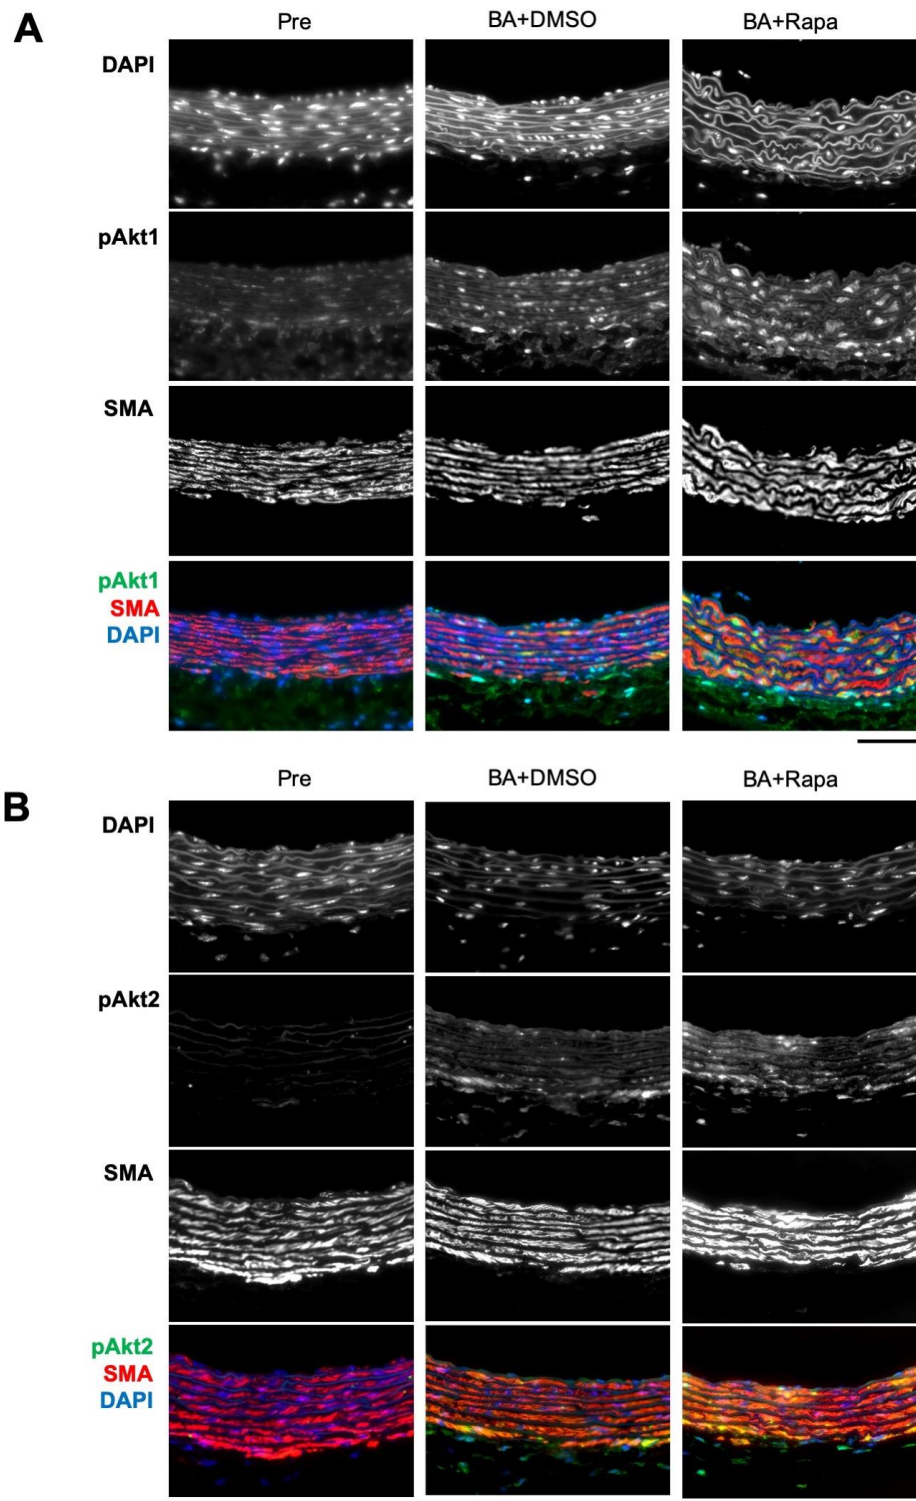 A
Pre
BA+DMSO
BA+Rapa
DAPI
pAkt1
SMA
pAkt1
SMA
DAPI
B
Pre
BA+DMSO
BA+Rapa
DAPI
pAkt2
SMA
pAkt2
SMA
DAPI